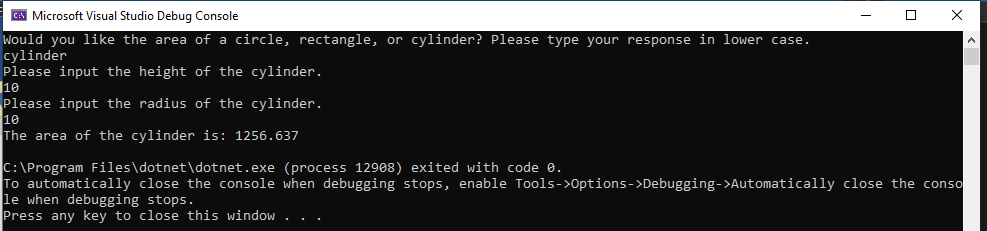 Microsoft Visual Studio Debug Console
Would you like the area of a circle, rectangle, or cylinder? Please type your response in lower case.
cylinder
Please input the height of the cylinder.
10
Please input the radius of the cylinder.
10
The area of the cylinder is: 1256.637
C:\Program Files\dotnet\dotnet.exe (process 12908) exited with code 0.
To automatically close the console when debugging stops, enable Tools->Options->Debugging->Automatically close the conso
le when debugging stops.
Press any key to close this window . . .